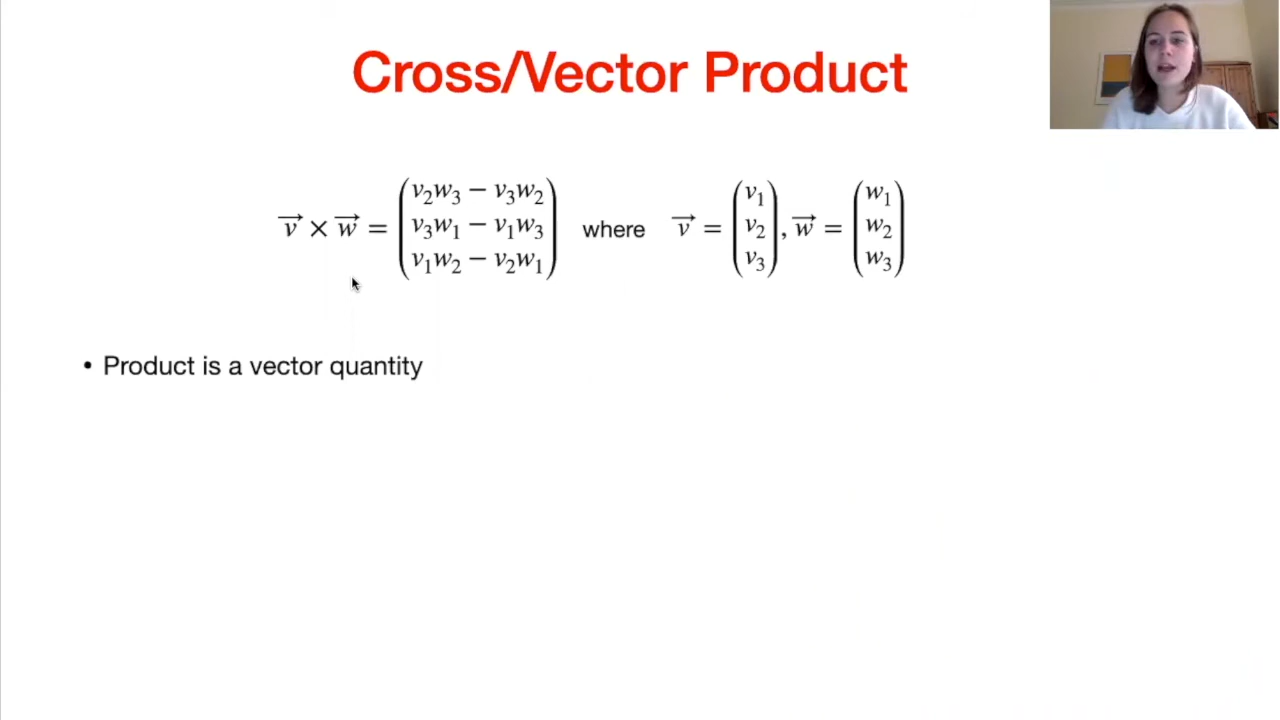 Cross/Vector Product
v⃗ × w⃗ = (v₂w₃ − v₃w₂ v₃w₁ − v₁w₃ v₁w₂ − v₂w₁) where v⃗ = (v₁ v₂ v₃), w⃗ = (w₁ w₂ w₃)
• Product is a vector quantity